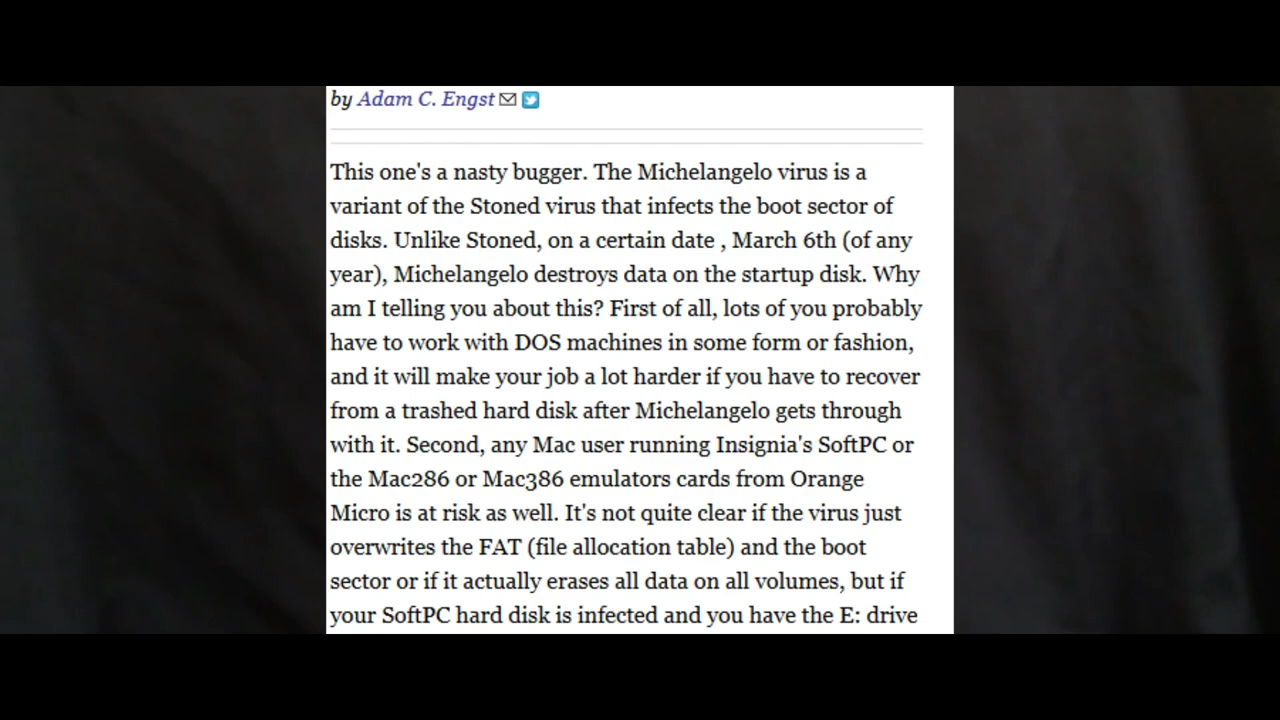 by Adam C. Engst
This one's a nasty bugger. The Michelangelo virus is a
variant of the Stoned virus that infects the boot sector of
disks. Unlike Stoned, on a certain date , March 6th (of any
year), Michelangelo destroys data on the startup disk. Why
am I telling you about this? First of all, lots of you probably
have to work with DOS machines in some form or fashion,
and it will make your job a lot harder if you have to recover
from a trashed hard disk after Michelangelo gets through
with it. Second, any Mac user running Insignia's SoftPC or
the Mac286 or Mac386 emulators cards from Orange
Micro is at risk as well. It's not quite clear if the virus just
overwrites the FAT (file allocation table) and the boot
sector or if it actually erases all data on all volumes, but if
your SoftPC hard disk is infected and you have the E: drive